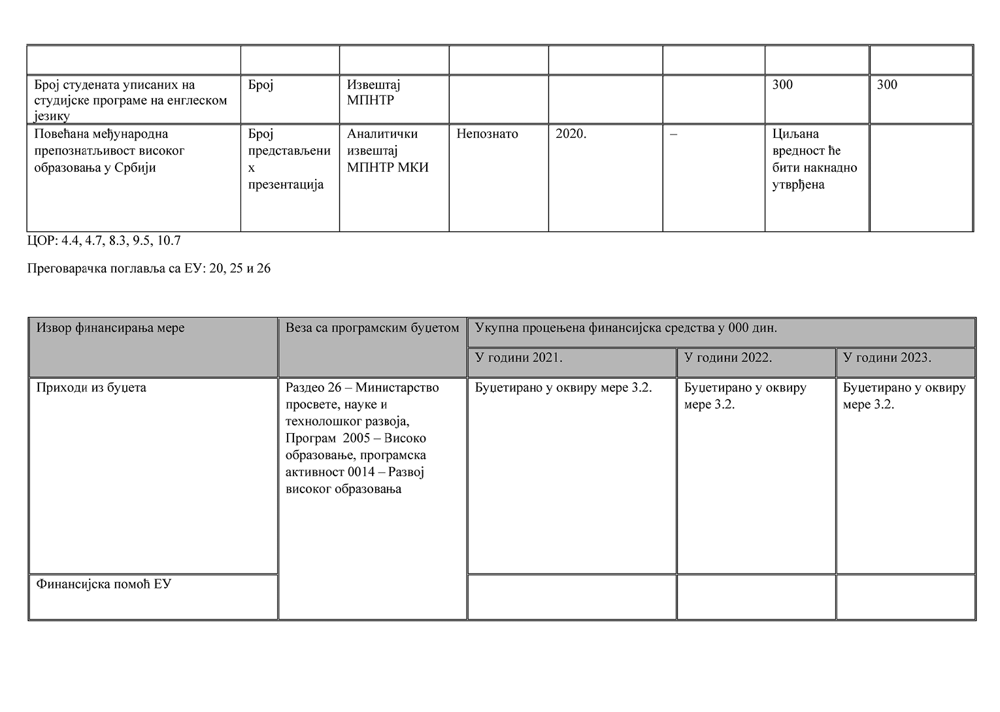 Број студената уписаних на
студијске програме на енглеском
језику
Број
Извештај
МПНТР
300
300
Повећана међународна
препознатљивост високог
образовања у Србији
Број
представљени
х
презентација
Аналитички
извештај
МПНТР МКИ
Непознато
2020.
–
Циљана
вредност ће
бити накнадно
утврђена
ЦОР: 4.4, 4.7, 8.3, 9.5, 10.7
Преговарачка поглавља са ЕУ: 20, 25 и 26
Извор финансирања мере
Веза са програмским буџетом
Укупна процењена финансијска средства у 000 дин.
У години 2021.
У години 2022.
У години 2023.
Приходи из буџета
Раздео 26 – Министарство
просвете, науке и
технолошког развоја,
Програм  2005 – Високо
образовање, програмска
активност 0014 – Развој
високог образовања
Буџетирано у оквиру мере 3.2.
Буџетирано у оквиру
мере 3.2.
Буџетирано у оквиру
мере 3.2.
Финансијска помоћ ЕУ